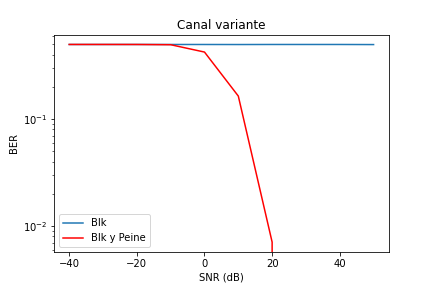 Canal variante
BER
10⁻¹
10⁻²
Blk
Blk y Peine
−40 −20 0 20 40
SNR (dB)